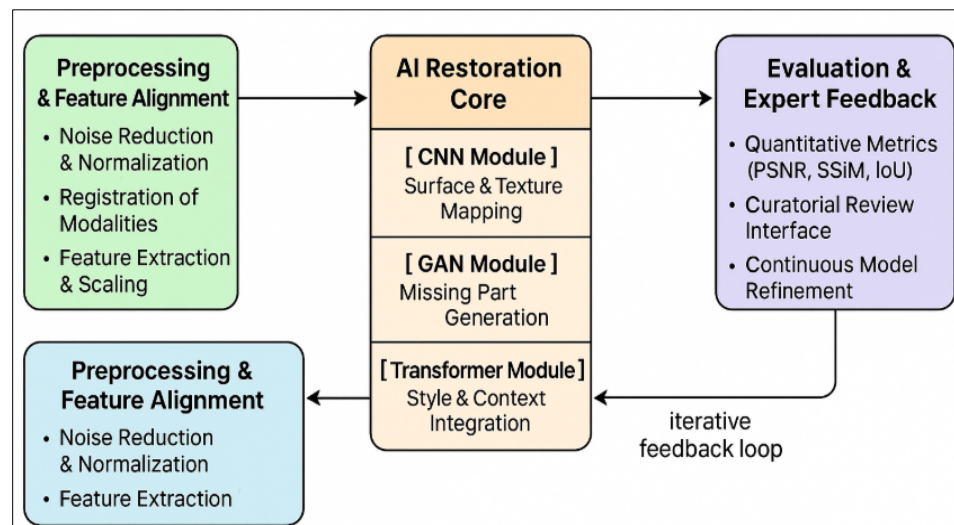 Preprocessing
& Feature Alignment
• Noise Reduction
& Normalization
• Registration of
Modalities
• Feature Extraction
& Scaling
AI Restoration
Core
[ CNN Module ]
Surface & Texture
Mapping
[ GAN Module ]
Missing Part
Generation
[ Transformer Module ]
Style & Context
Integration
Evaluation &
Expert Feedback
• Quantitative Metrics
(PSNR, SSiM, IoU)
• Curatorial Review
Interface
• Continuous Model
Refinement
Preprocessing &
Feature Alignment
• Noise Reduction
& Normalization
• Feature Extraction
iterative
feedback loop